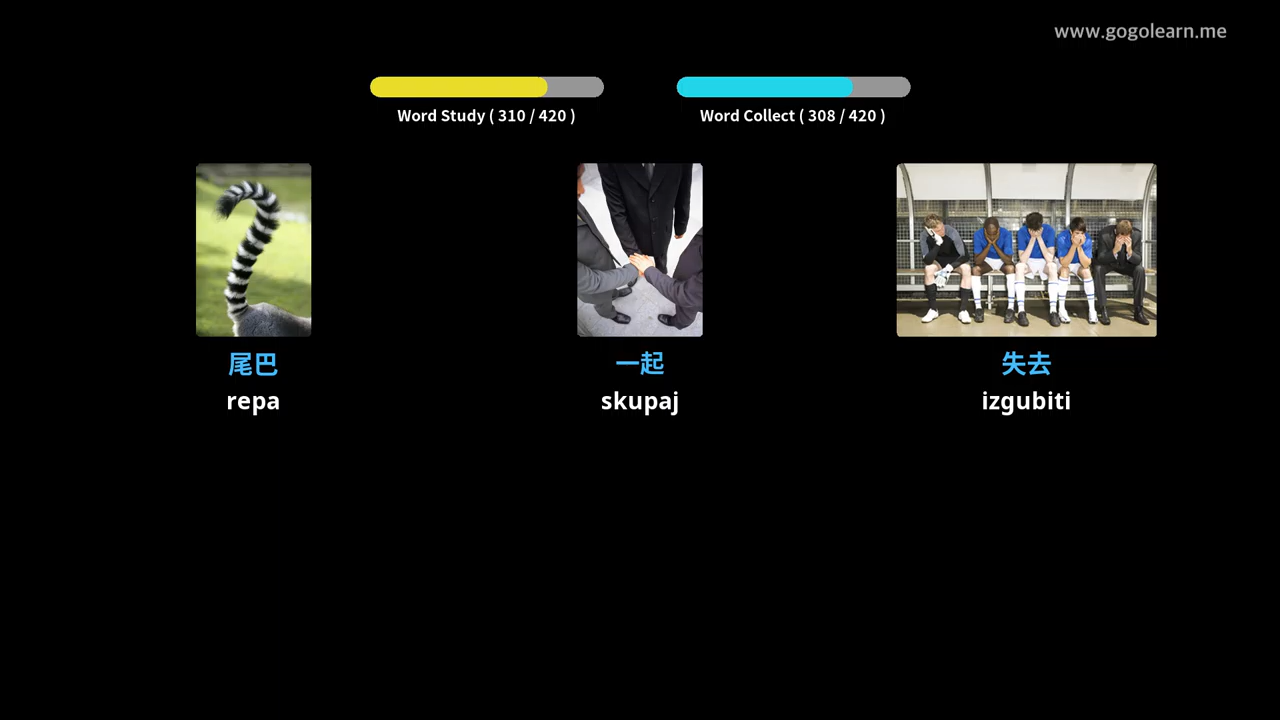 www.gogolearn.me
Word Study ( 310 / 420 )
Word Collect ( 308 / 420 )
尾巴
repa
一起
skupaj
失去
izgubiti